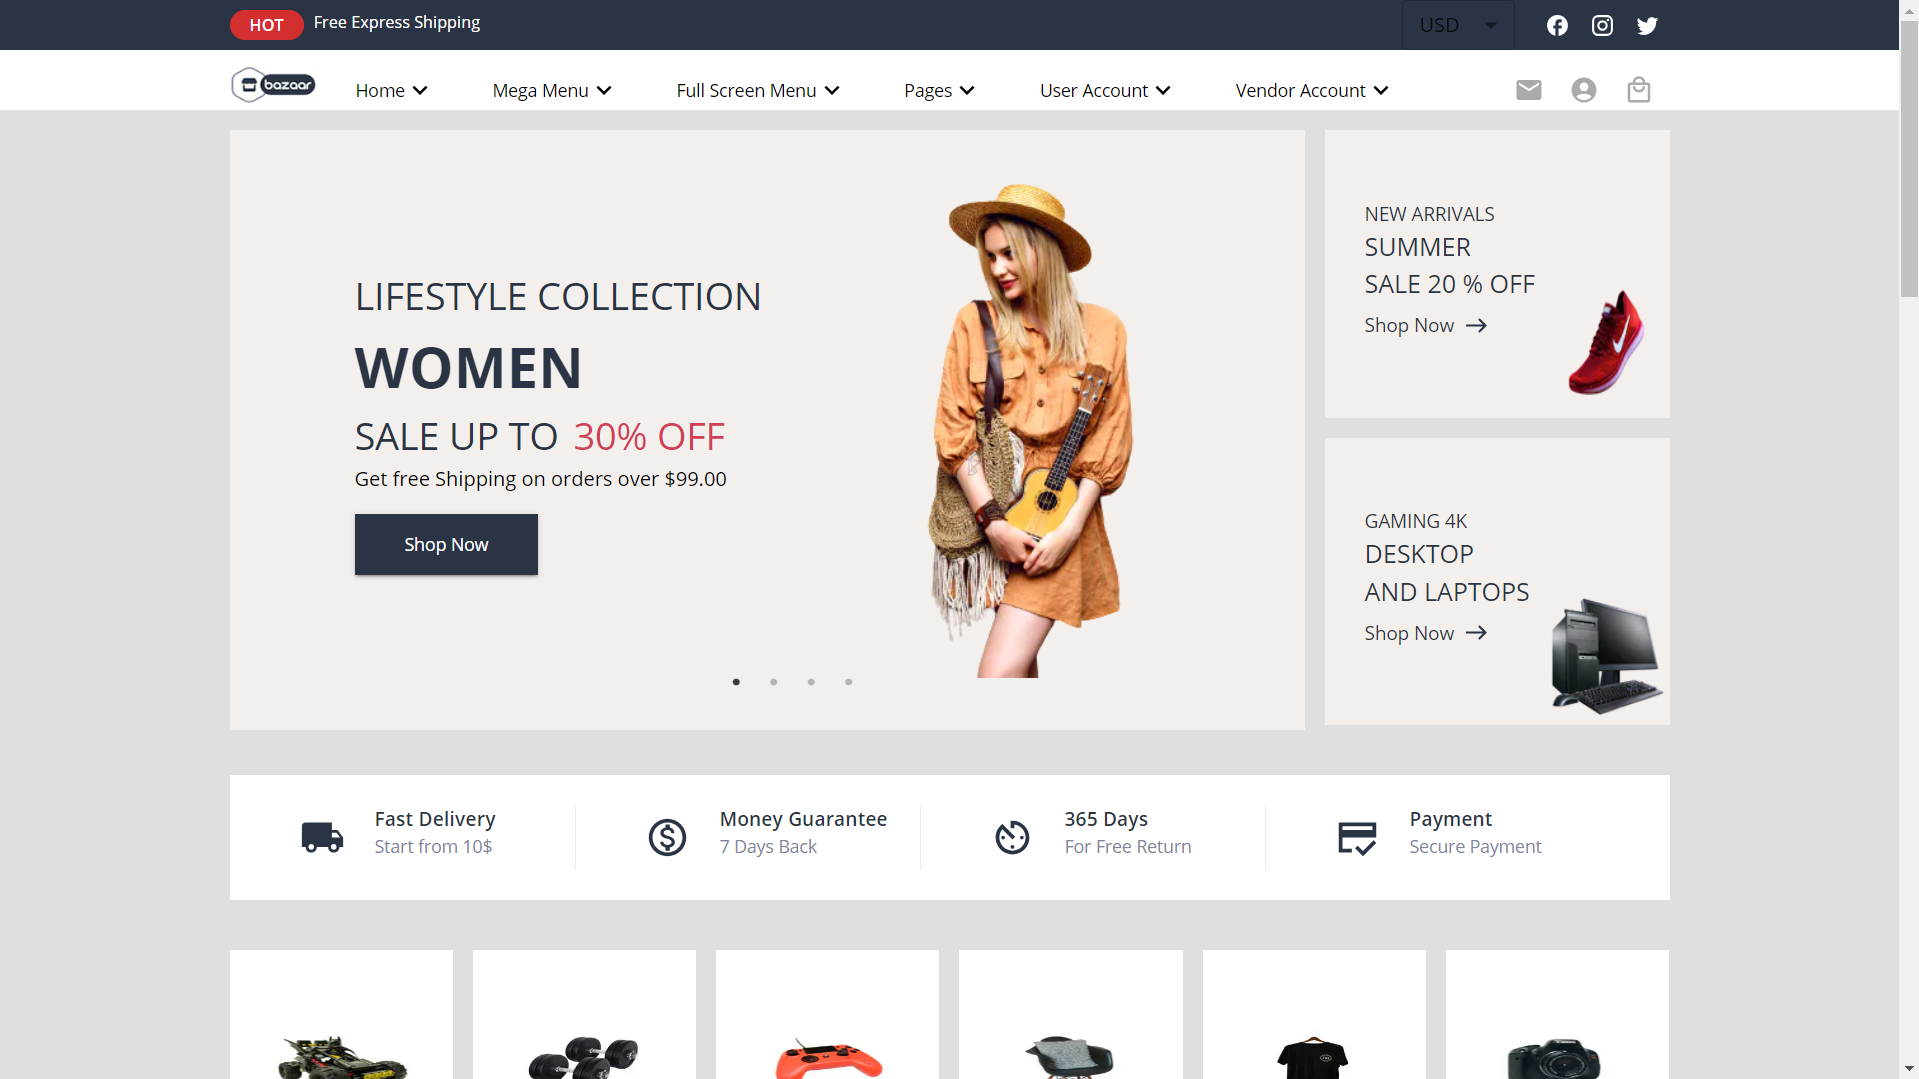 HOT
Free Express Shipping
USD
bazaar
Home
Mega Menu
Full Screen Menu
Pages
User Account
Vendor Account
LIFESTYLE COLLECTION
WOMEN
SALE UP TO 30% OFF
Get free Shipping on orders over $99.00
Shop Now
NEW ARRIVALS
SUMMER
SALE 20 % OFF
Shop Now
GAMING 4K
DESKTOP
AND LAPTOPS
Shop Now
Fast Delivery
Start from 10$
Money Guarantee
7 Days Back
365 Days
For Free Return
Payment
Secure Payment